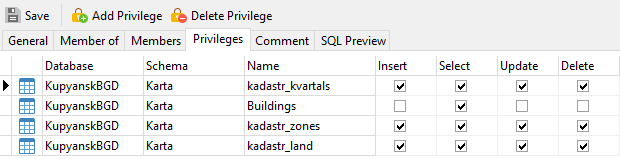 Save Add Privilege Delete Privilege
General Member of Members Privileges Comment SQL Preview
Database Schema Name Insert Select Update Delete
KupyanskBGD Karta kadastr_kvartals
KupyanskBGD Karta Buildings
KupyanskBGD Karta kadastr_zones
KupyanskBGD Karta kadastr_land